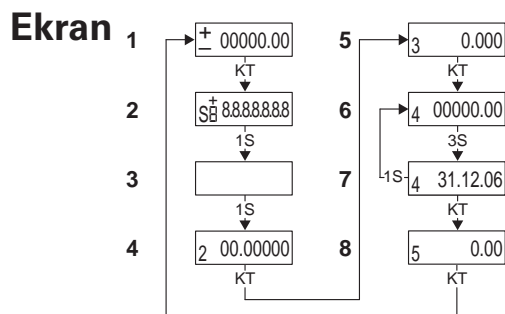 Ekran
1 + − 00000.00
KT
2 S 8.8.8.8.8.8.8
1S
3
1S
4 2 00.00000
KT
5 3 0.000
KT
6 4 00000.00
3S
7 1S 4 31.12.06
KT
8 5 0.00
KT